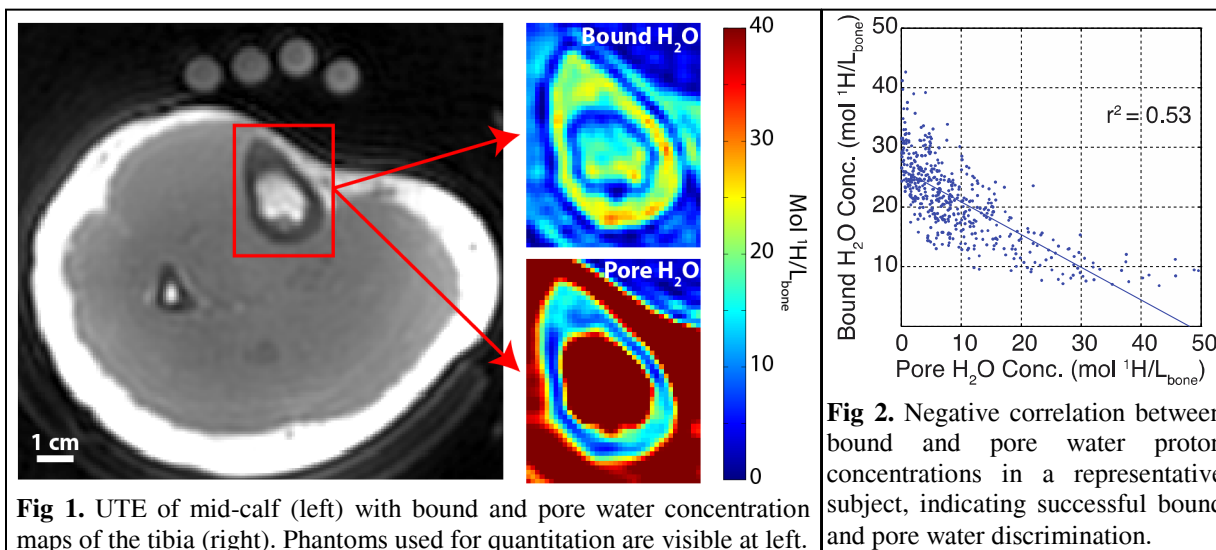 Bound H₂O
Pore H₂O
1 cm
40
30
20
10
0
Mol ¹H/L_bone
Fig 1. UTE of mid-calf (left) with bound and pore water concentration
maps of the tibia (right). Phantoms used for quantitation are visible at left.
50
40
30
20
10
Bound H₂O Conc. (mol ¹H/L_bone)
r² = 0.53
0 10 20 30 40 50
Pore H₂O Conc. (mol ¹H/L_bone)
Fig 2. Negative correlation between
bound and pore water proton
concentrations in a representative
subject, indicating successful bound
and pore water discrimination.